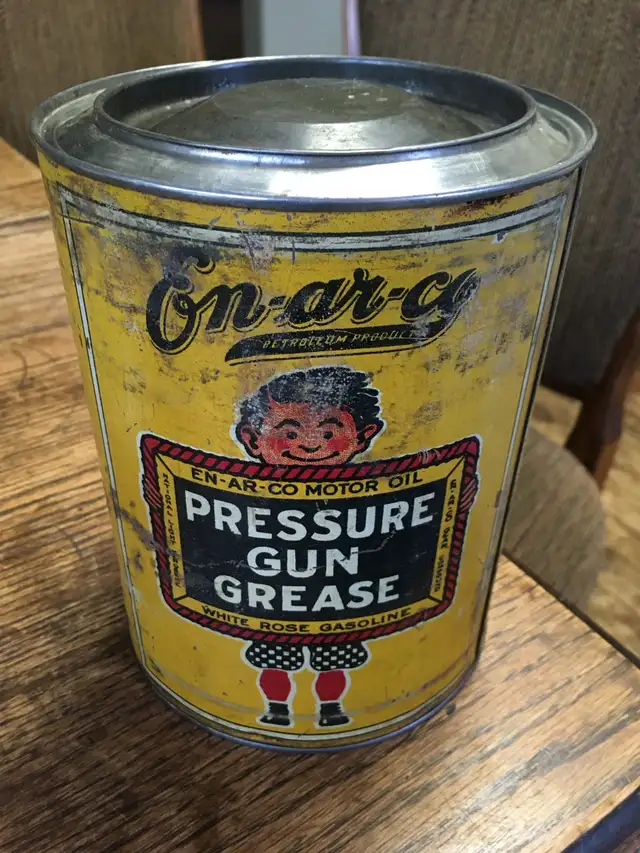 En-ar-co
PETROLEUM PRODUCTS
EN-AR-CO MOTOR OIL
PRESSURE
GUN
GREASE
WHITE ROSE GASOLINE